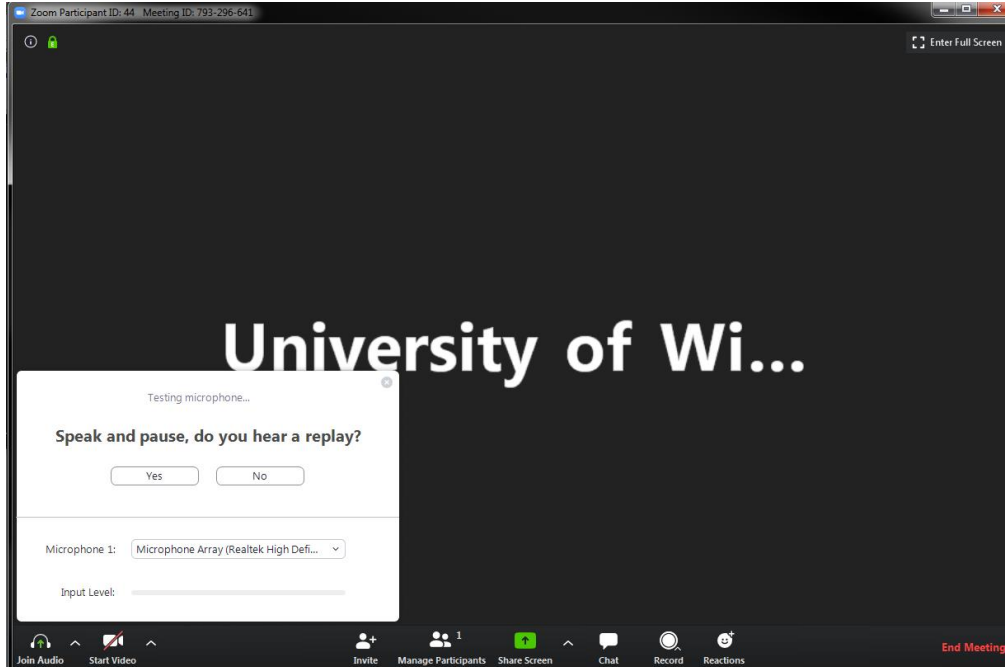 Zoom Participant ID: 44 Meeting ID: 793-296-641
Enter Full Screen
University of Wi...
Testing microphone...
Speak and pause, do you hear a replay?
Yes No
Microphone 1: Microphone Array (Realtek High Defi...
Input Level:
1
Join Audio Start Video Invite Manage Participants Share Screen Chat Record Reactions End Meeting